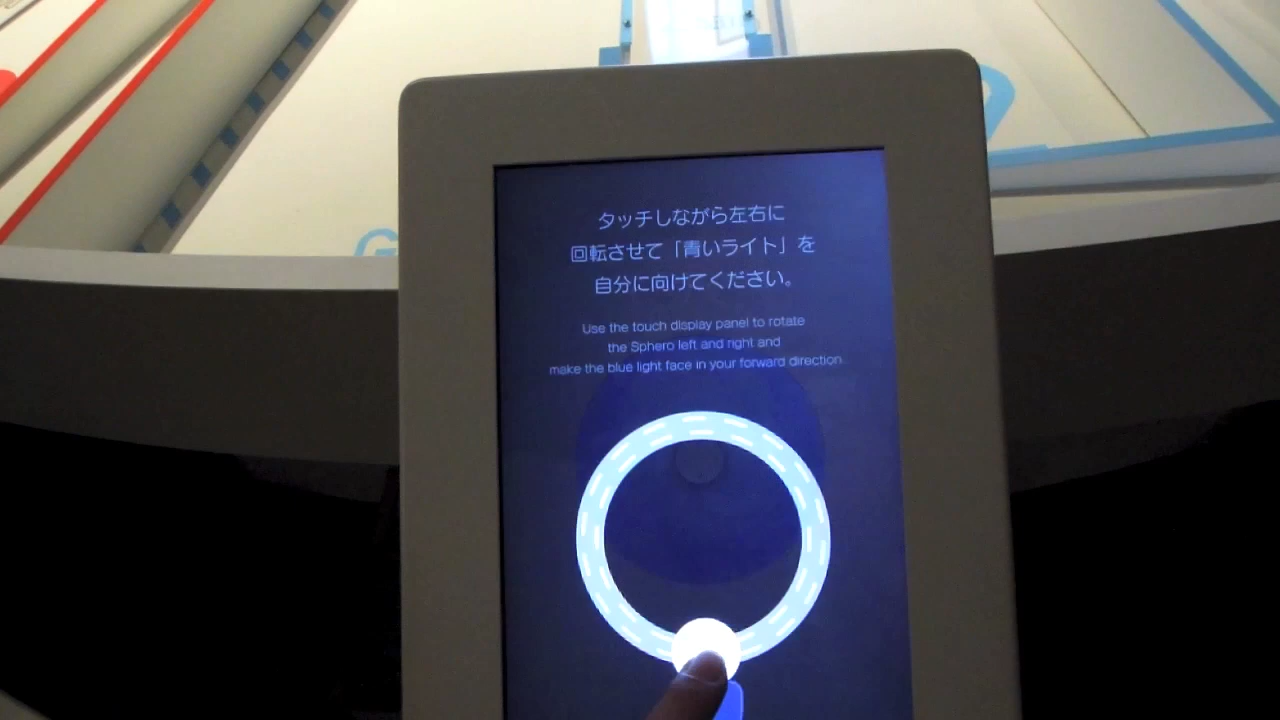 タッチしながら左右に
回転させて「青いライト」を
自分に向けてください。
Use the touch display panel to rotate
the Sphero left and right and
make the blue light face in your forward direction.
G